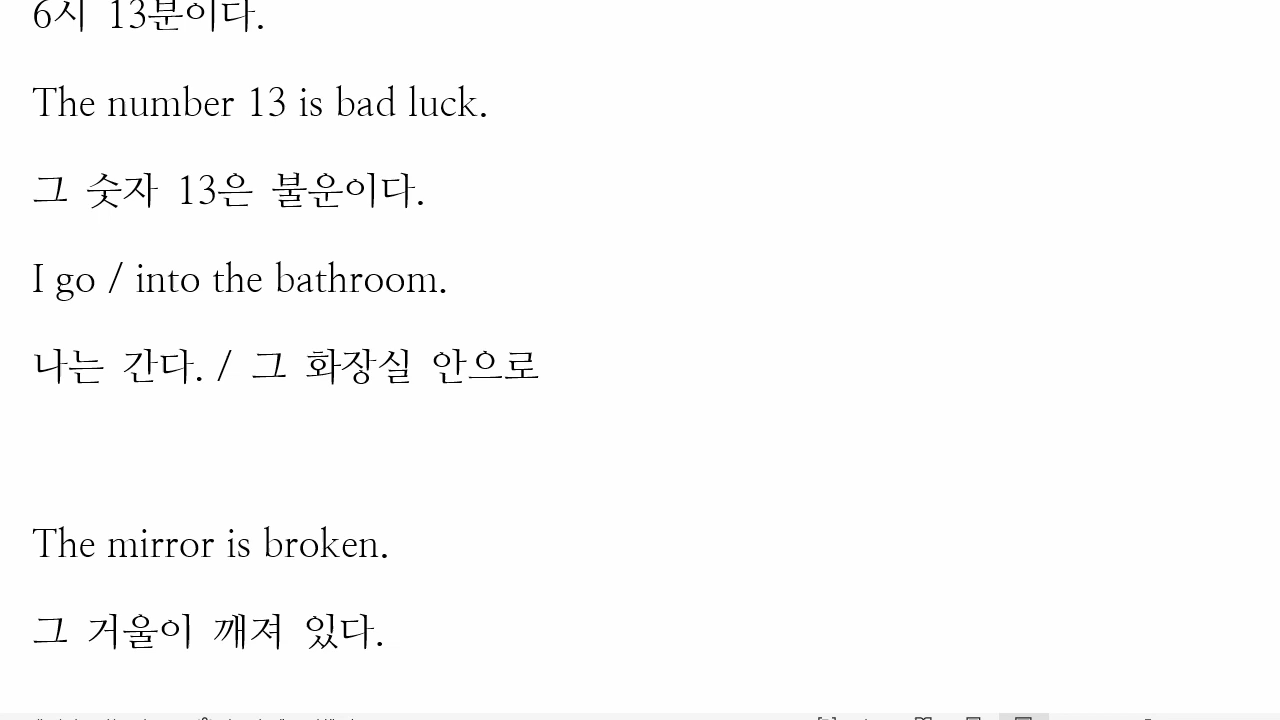 6시 13분이다.
The number 13 is bad luck.
그 숫자 13은 불운이다.
I go / into the bathroom.
나는 간다. / 그 화장실 안으로
The mirror is broken.
그 거울이 깨져 있다.